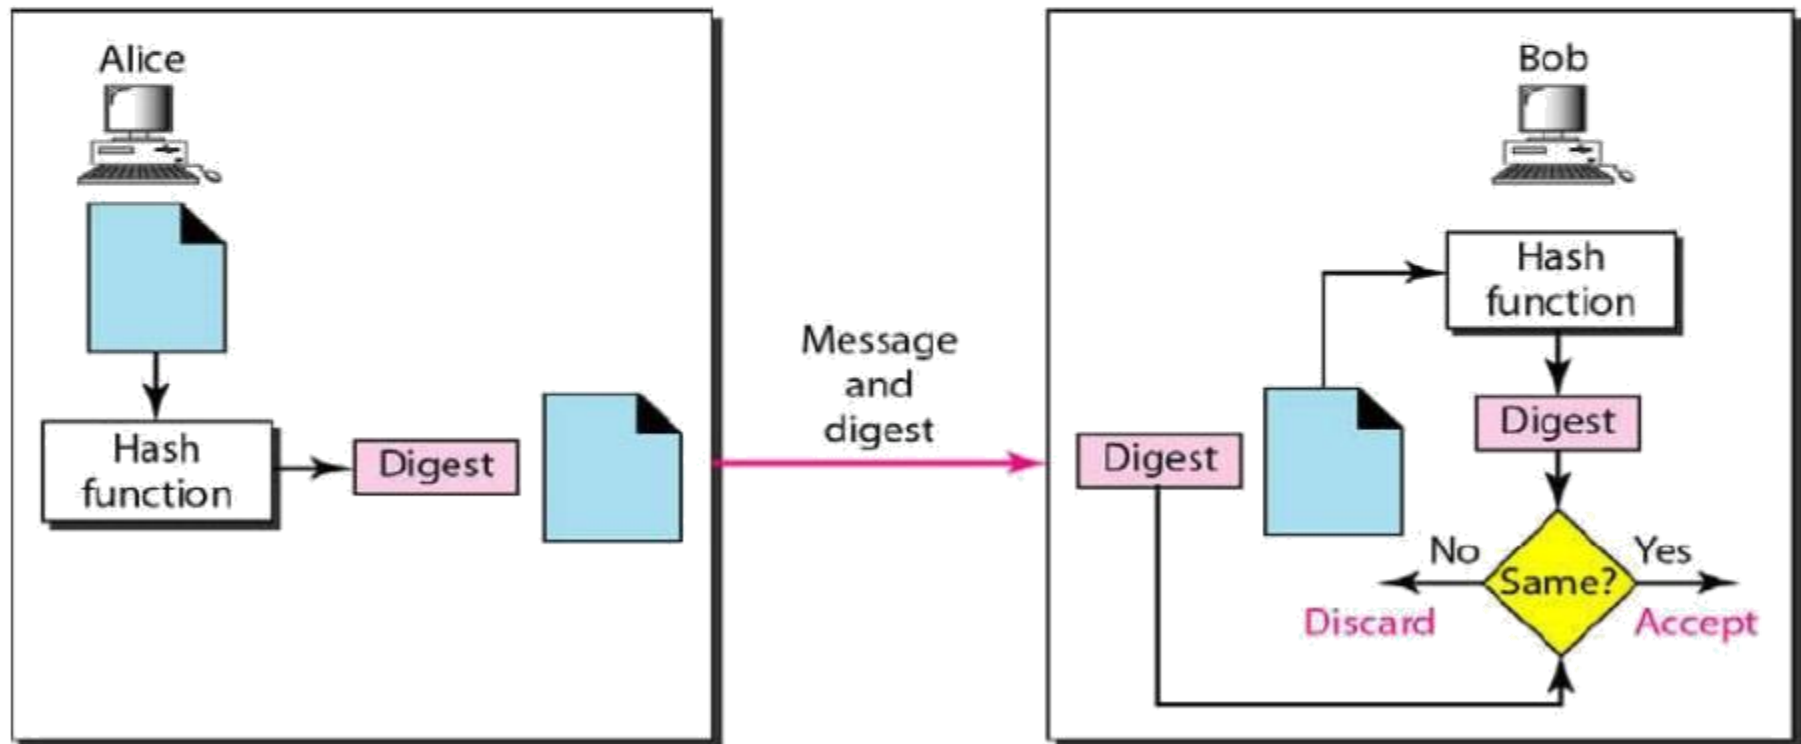 Alice
Hash
function
Digest
Message
and
digest
Bob
Hash
function
Digest
Digest
No
Same?
Yes
Discard
Accept